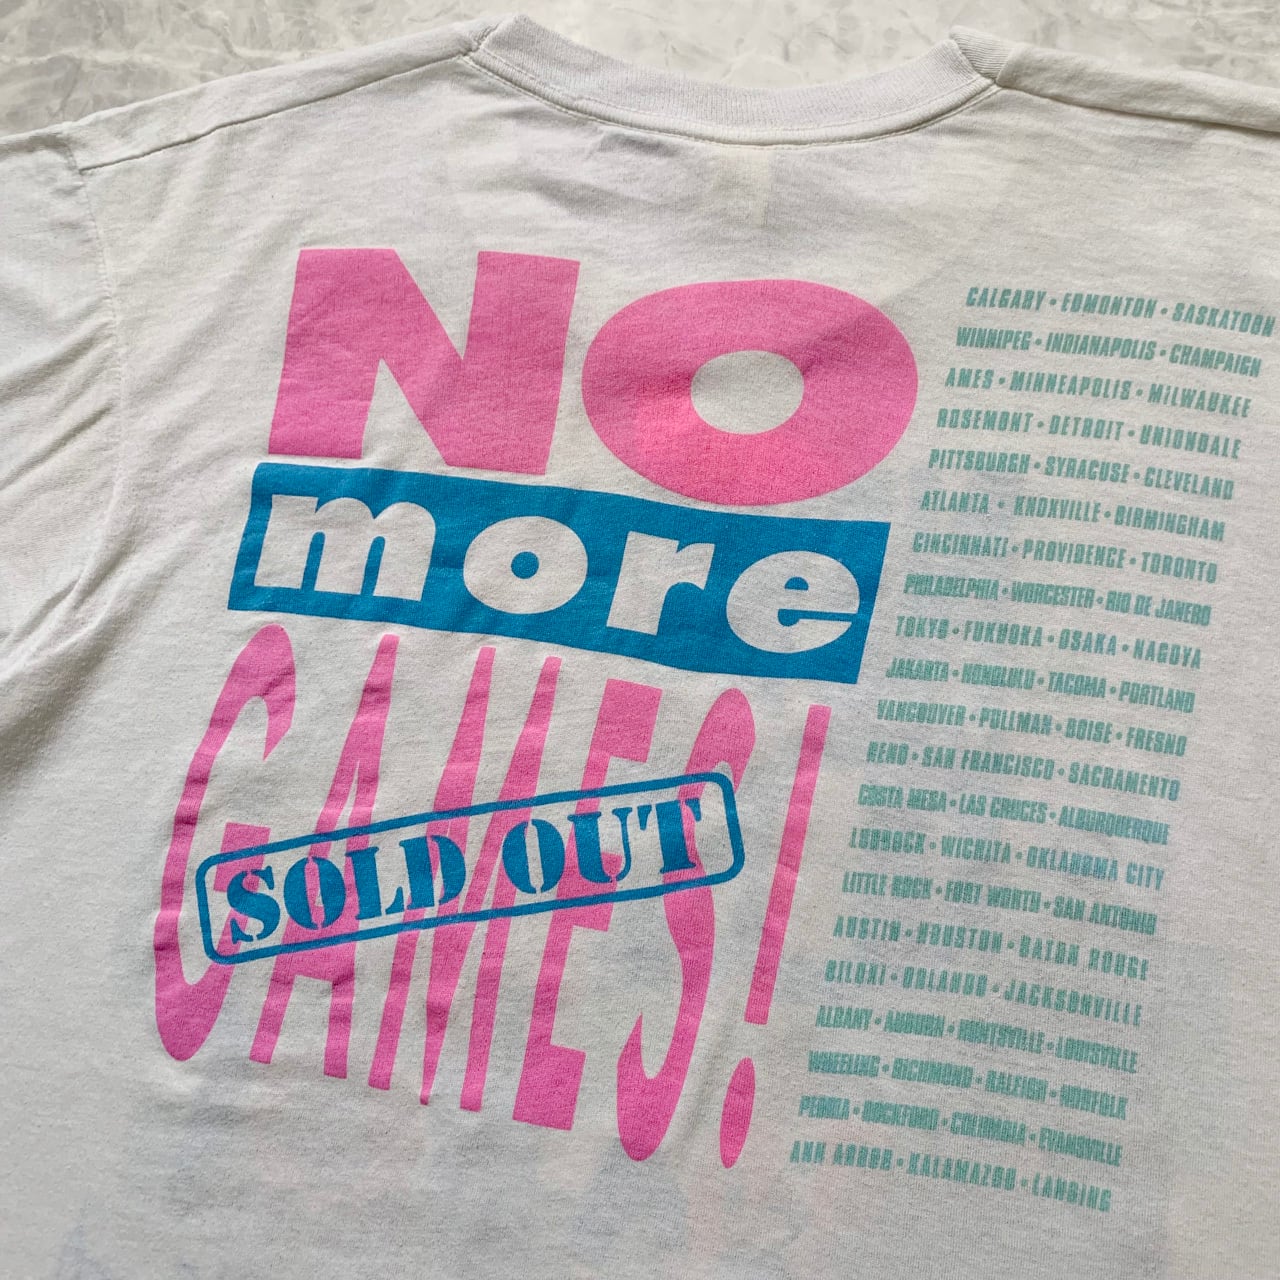 NO
more
GAMES!
SOLD OUT
CALGARY • EDMONTON • SASKATOON
WINNIPEG • INDIANAPOLIS • CHAMPAIGN
AMES • MINNEAPOLIS • MILWAUKEE
ROSEMONT • DETROIT • UNIONDALE
PITTSBURGH • SYRACUSE • CLEVELAND
ATLANTA • KNOXVILLE • BIRMINGHAM
CINCINNATI • PROVIDENCE • TORONTO
PHILADELPHIA • WORCESTER • RIO DE JANERO
TOKYO • FUKUOKA • OSAKA • NAGOYA
JAKARTA • HONOLULU • TACOMA • PORTLAND
VANCOUVER • PULLMAN • BOISE • FRESNO
RENO • SAN FRANCISCO • SACRAMENTO
COSTA MESA • LAS CRUCES • ALBURQUERQUE
LUBBOCK • WICHITA • OKLAHOMA CITY
LITTLE ROCK • FORT WORTH • SAN ANTONIO
AUSTIN • HOUSTON • BATON ROUGE
BILOXI • ORLANDO • JACKSONVILLE
ALBANY • AUBURN • HUNTSVILLE • LOUISVILLE
WHEELING • RICHMOND • RALEIGH • NORFOLK
PEORIA • ROCKFORD • COLUMBIA • EVANSVILLE
ANN ARBOR • KALAMAZOO • LANSING